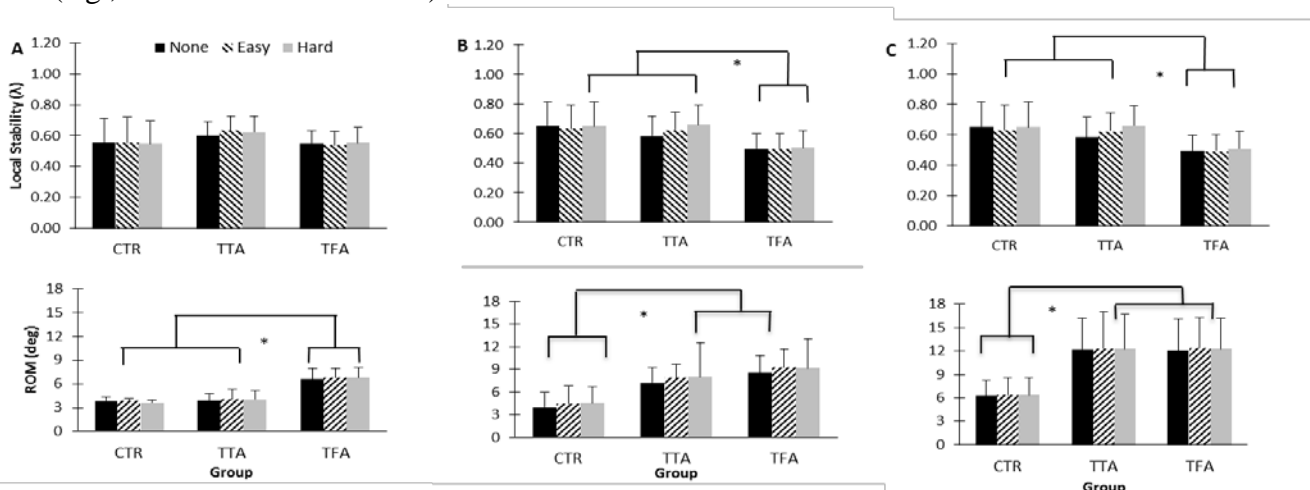 A
■ None
Easy
Hard
Local Stability (λ)
1.20
1.00
0.80
0.60
0.40
0.20
0.00
CTR TTA TFA
B
*
1.20
1.00
0.80
0.60
0.40
0.20
0.00
CTR TTA TFA
C
*
1.20
1.00
0.80
0.60
0.40
0.20
0.00
CTR TTA TFA
ROM (deg)
18
15
12
9
6
3
0
*
CTR TTA TFA
Group
18
15
12
9
6
3
0
*
CTR TTA TFA
Group
18
15
12
9
6
3
0
*
CTR TTA TFA
Group